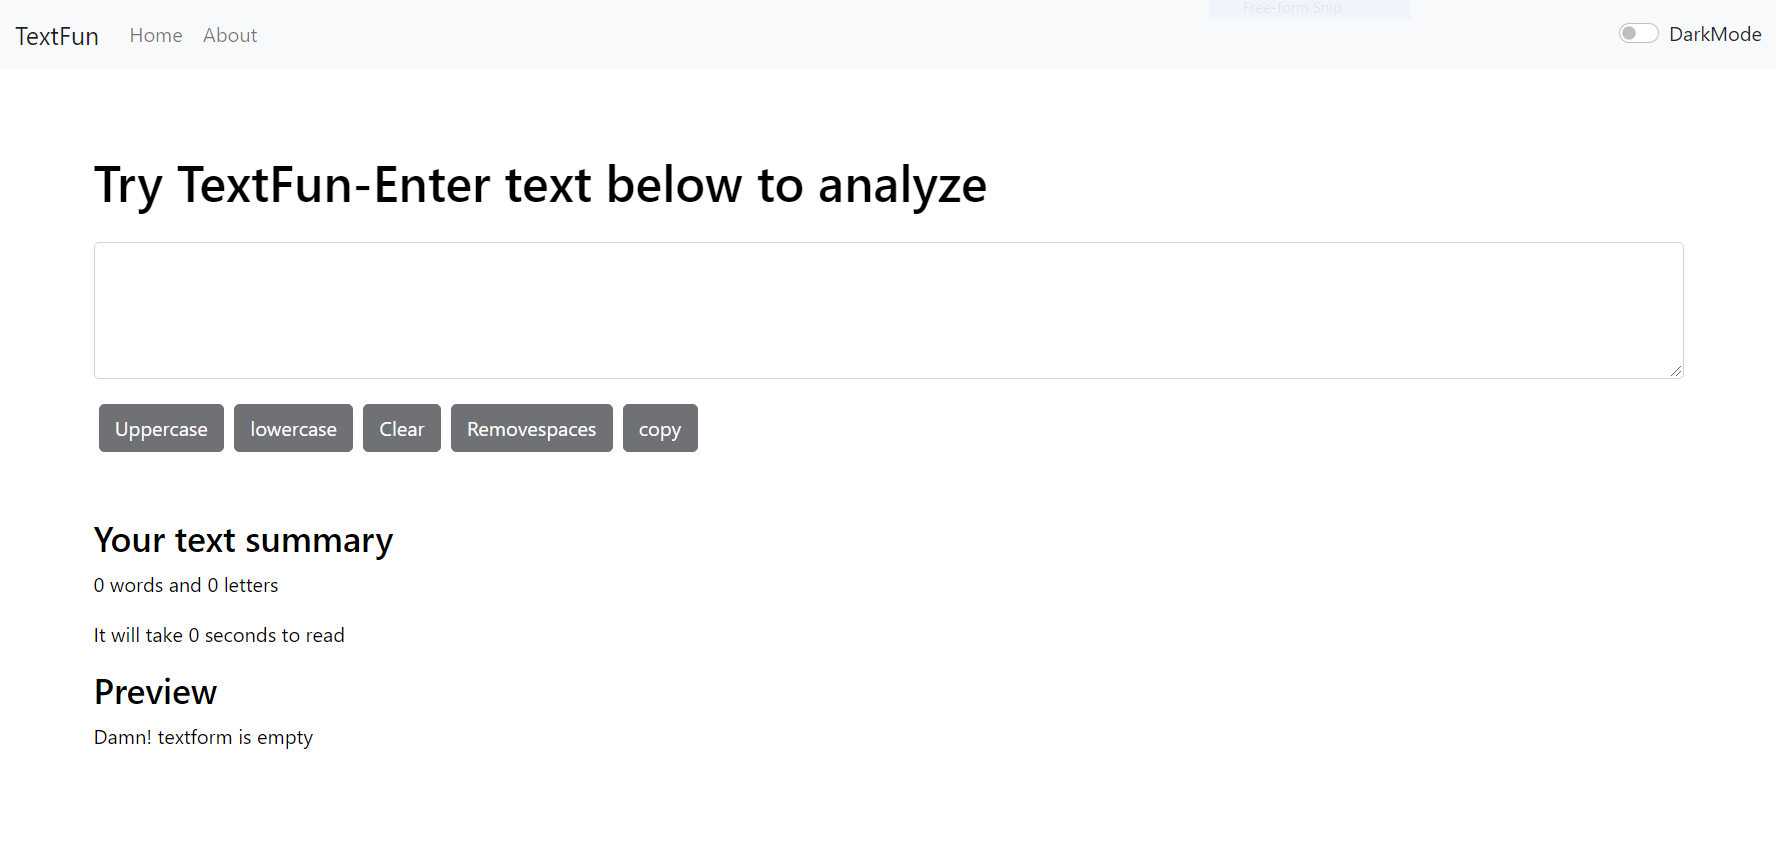 Free-form Snip
TextFun Home About DarkMode
Try TextFun-Enter text below to analyze
Uppercase lowercase Clear Removespaces copy
Your text summary
0 words and 0 letters
It will take 0 seconds to read
Preview
Damn! textform is empty